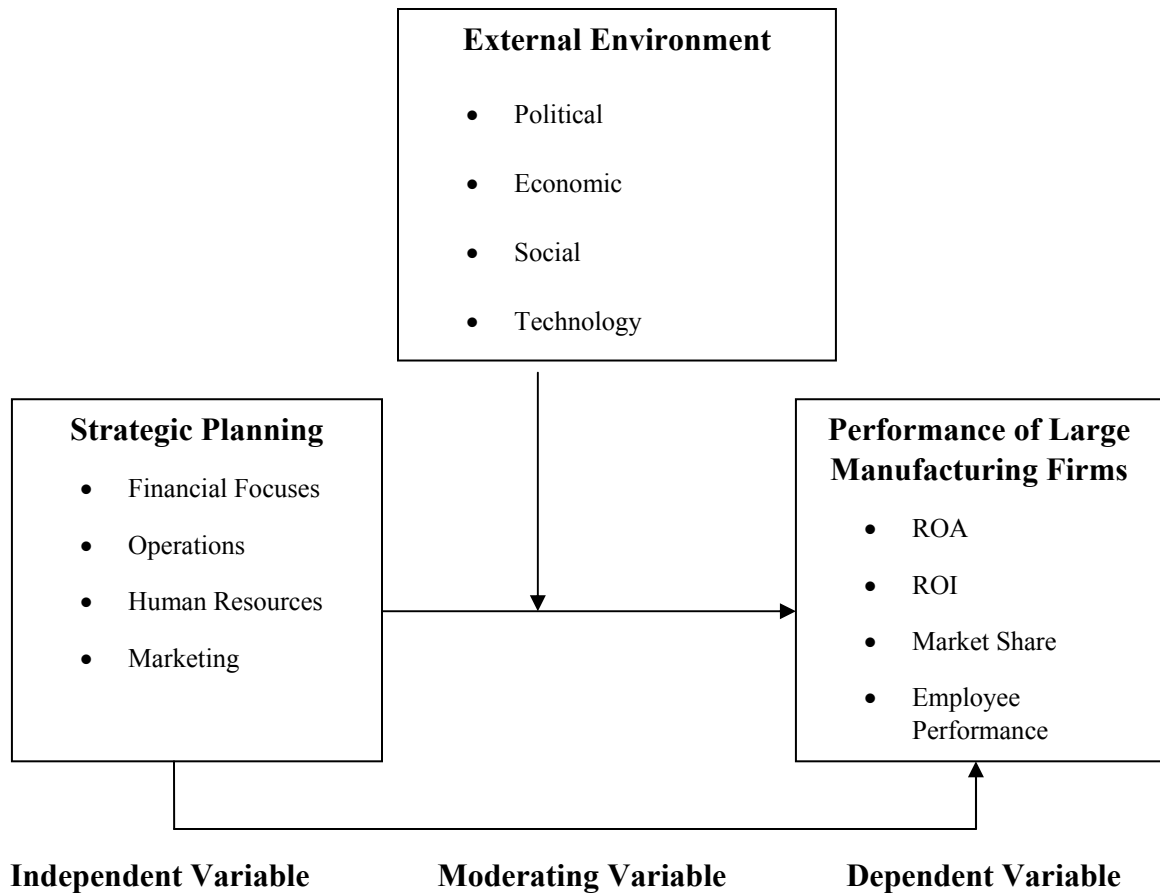 External Environment
• Political
• Economic
• Social
• Technology
Strategic Planning
• Financial Focuses
• Operations
• Human Resources
• Marketing
Performance of Large
Manufacturing Firms
• ROA
• ROI
• Market Share
• Employee
Performance
Independent Variable
Moderating Variable
Dependent Variable